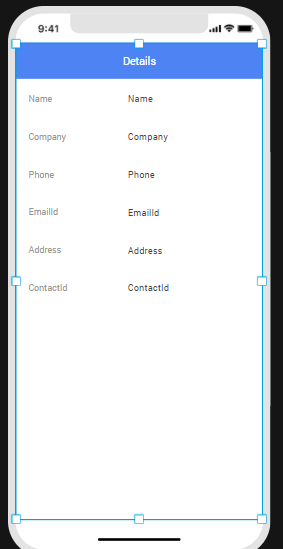 9:41
Details
Name Name
Company Company
Phone Phone
EmailId EmailId
Address Address
ContactId ContactId